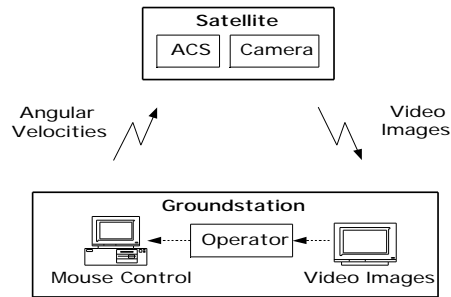 Satellite
ACS
Camera
Angular
Velocities
Video
Images
Groundstation
Operator
Mouse Control
Video Images